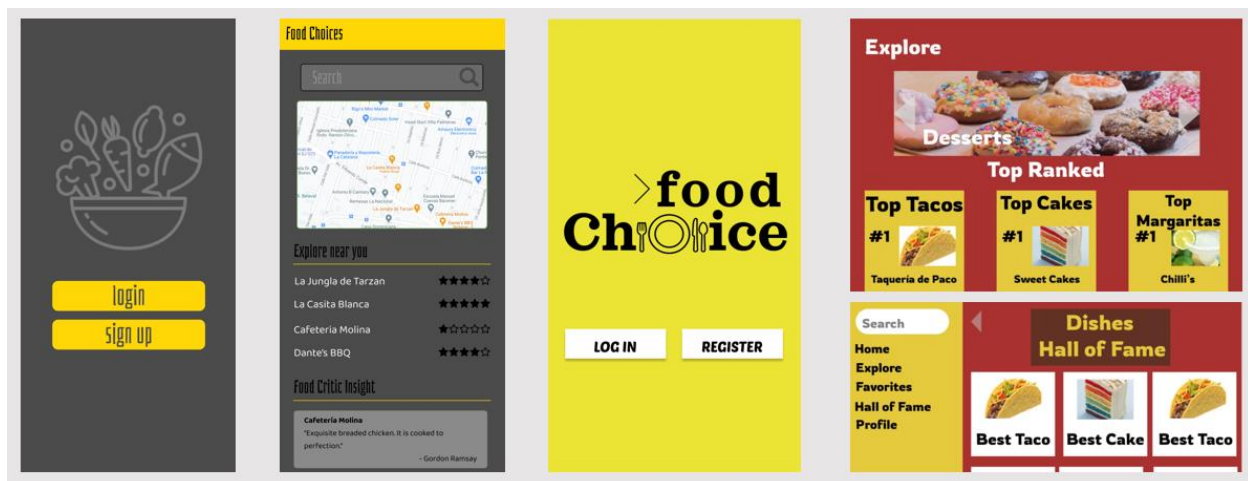 login
sign up
Food Choices
Search
Explore near you
La Jungla de Tarzan
La Casita Blanca
Cafeteria Molina
Dante's BBQ
Food Critic Insight
Cafetería Molina
"Exquisite breaded chicken. It is cooked to
perfection."
- Gordon Ramsay
>food
Choice
LOG IN
REGISTER
Explore
Desserts
Top Ranked
Top Tacos
#1
Taquería de Paco
Top Cakes
#1
Sweet Cakes
Top
Margaritas
#1
Chilli's
Search
Home
Explore
Favorites
Hall of Fame
Profile
Dishes
Hall of Fame
Best Taco
Best Cake
Best Taco